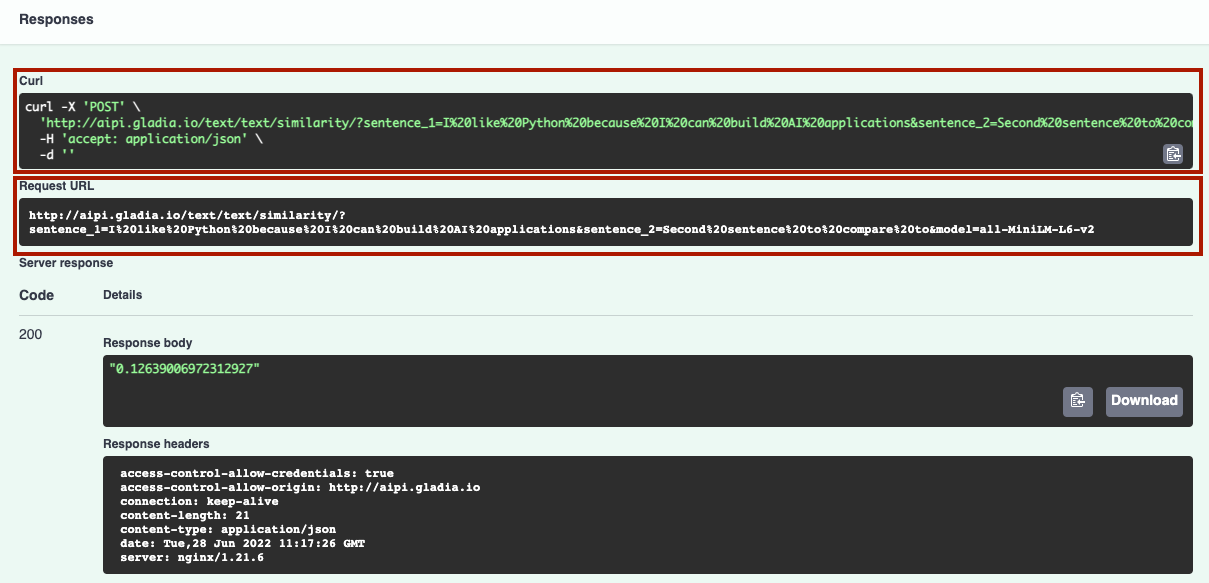 Responses
Curl
curl -X 'POST' \
'http://aipi.gladia.io/text/text/similarity/?sentence_1=I%20like%20Python%20because%20I%20can%20build%20AI%20applications&sentence_2=Second%20sentence%20to%20com
-H 'accept: application/json' \
-d ''
Request URL
http://aipi.gladia.io/text/text/similarity/?
sentence_1=I%20like%20Python%20because%20I%20can%20build%20AI%20applications&sentence_2=Second%20sentence%20to%20compare%20to&model=all-MiniLM-L6-v2
Server response
Code Details
200
Response body
"0.12639006972312927"
Download
Response headers
access-control-allow-credentials: true
access-control-allow-origin: http://aipi.gladia.io
connection: keep-alive
content-length: 21
content-type: application/json
date: Tue,28 Jun 2022 11:17:26 GMT
server: nginx/1.21.6